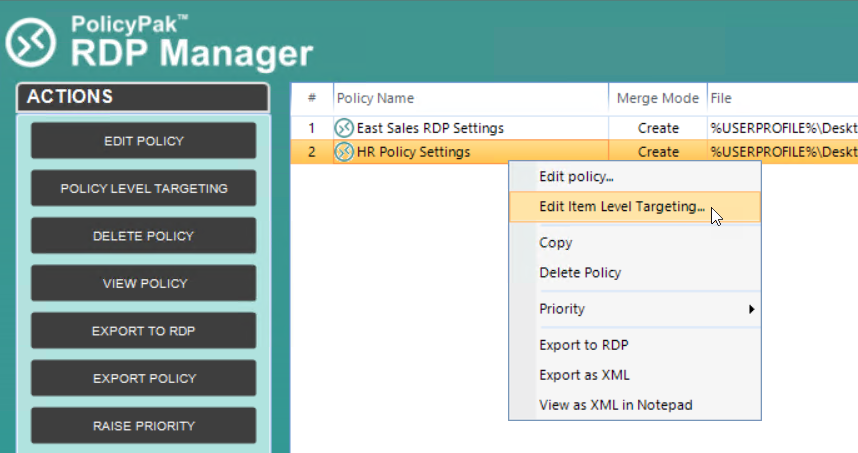 PolicyPak™
RDP Manager
ACTIONS
EDIT POLICY
POLICY LEVEL TARGETING
DELETE POLICY
VIEW POLICY
EXPORT TO RDP
EXPORT POLICY
RAISE PRIORITY
# Policy Name Merge Mode File
1 East Sales RDP Settings Create %USERPROFILE%\Deskt
2 HR Policy Settings Create %USERPROFILE%\Deskt
Edit policy...
Edit Item Level Targeting...
Copy
Delete Policy
Priority
Export to RDP
Export as XML
View as XML in Notepad